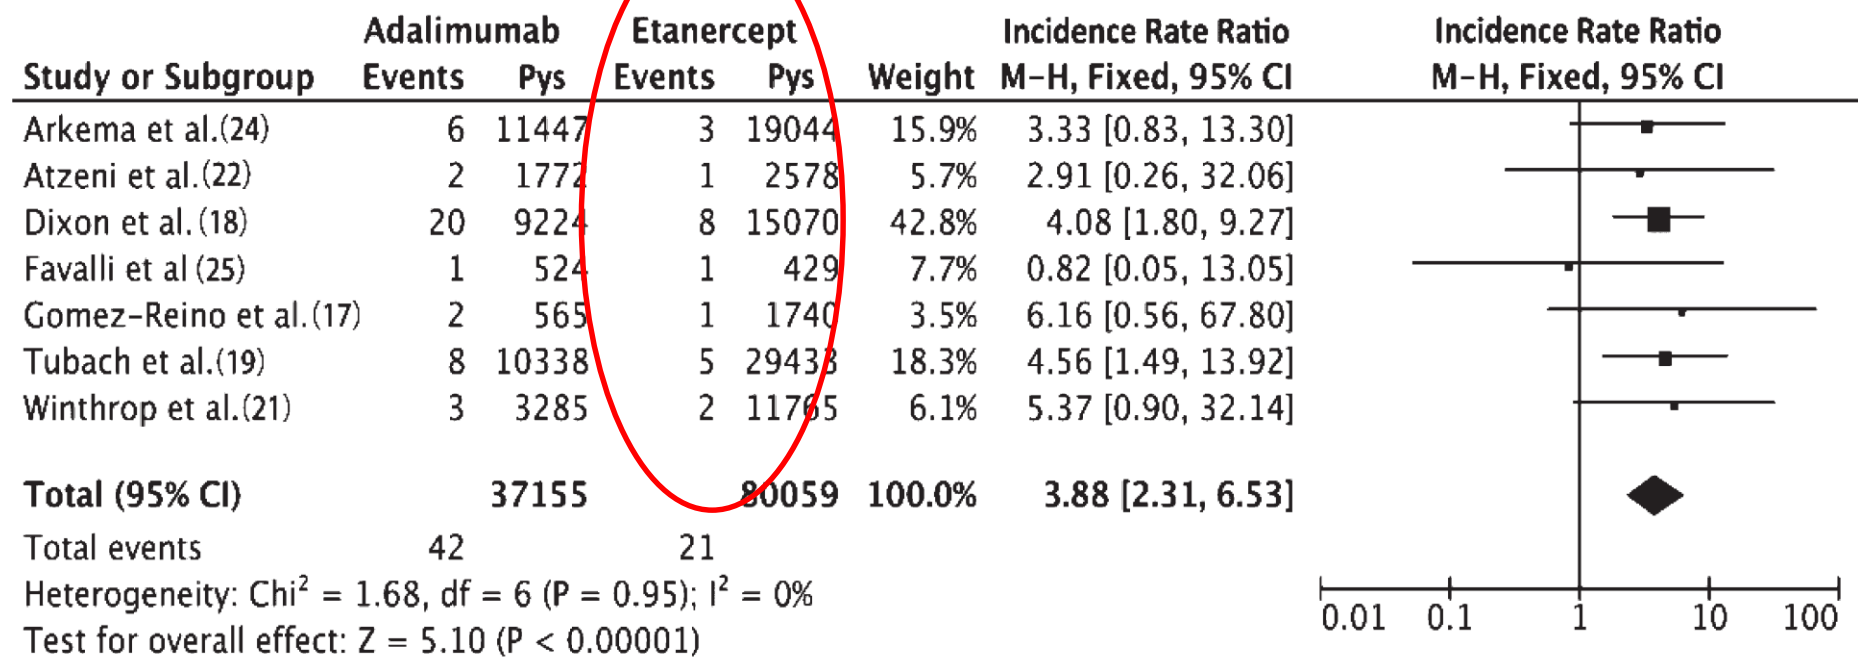 Adalimumab Etanercept Incidence Rate Ratio Incidence Rate Ratio
Study or Subgroup Events Pys Events Pys Weight M-H, Fixed, 95% CI M-H, Fixed, 95% CI
Arkema et al.(24) 6 11447 3 19044 15.9% 3.33 [0.83, 13.30]
Atzeni et al.(22) 2 1772 1 2578 5.7% 2.91 [0.26, 32.06]
Dixon et al.(18) 20 9224 8 15070 42.8% 4.08 [1.80, 9.27]
Favalli et al (25) 1 524 1 429 7.7% 0.82 [0.05, 13.05]
Gomez-Reino et al.(17) 2 565 1 1740 3.5% 6.16 [0.56, 67.80]
Tubach et al.(19) 8 10338 5 29433 18.3% 4.56 [1.49, 13.92]
Winthrop et al.(21) 3 3285 2 11765 6.1% 5.37 [0.90, 32.14]
Total (95% CI) 37155 80059 100.0% 3.88 [2.31, 6.53]
Total events 42 21
Heterogeneity: Chi² = 1.68, df = 6 (P = 0.95); I² = 0%
Test for overall effect: Z = 5.10 (P < 0.00001)
0.01 0.1 1 10 100